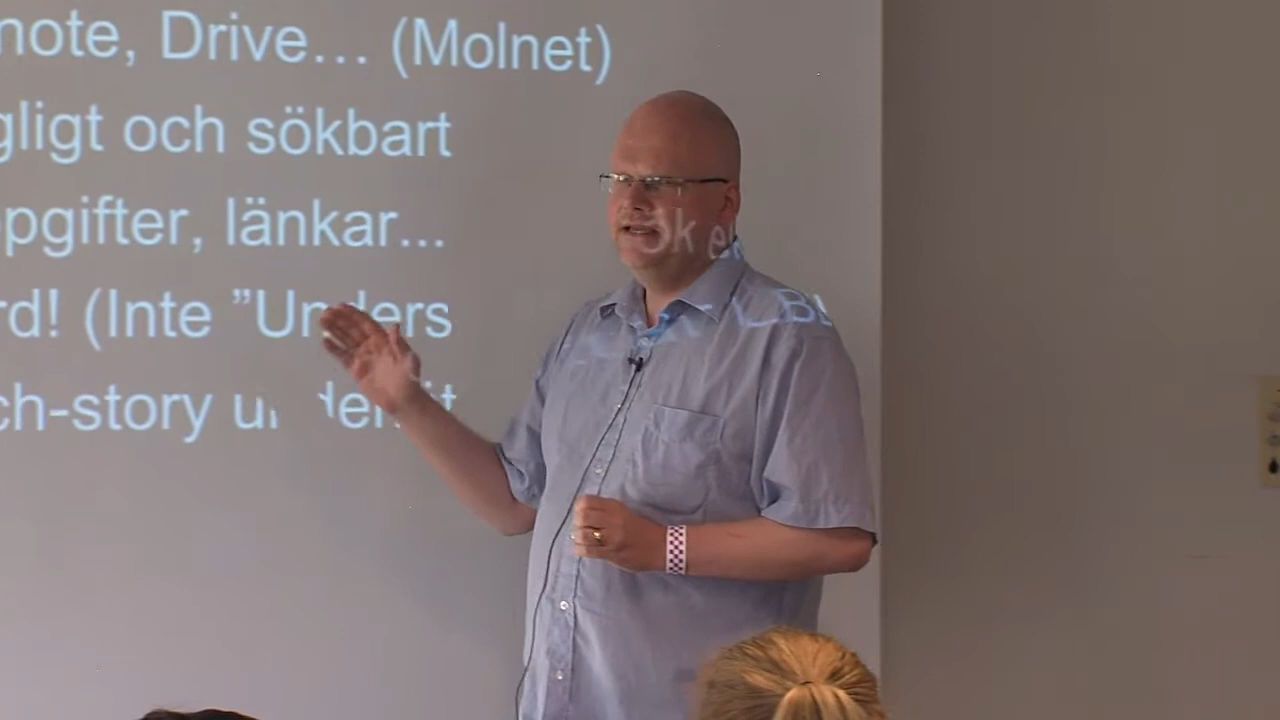 note, Drive... (Molnet)
gligt och sökbart
pgifter, länkar...
rd! (Inte ”Unders
ch-story